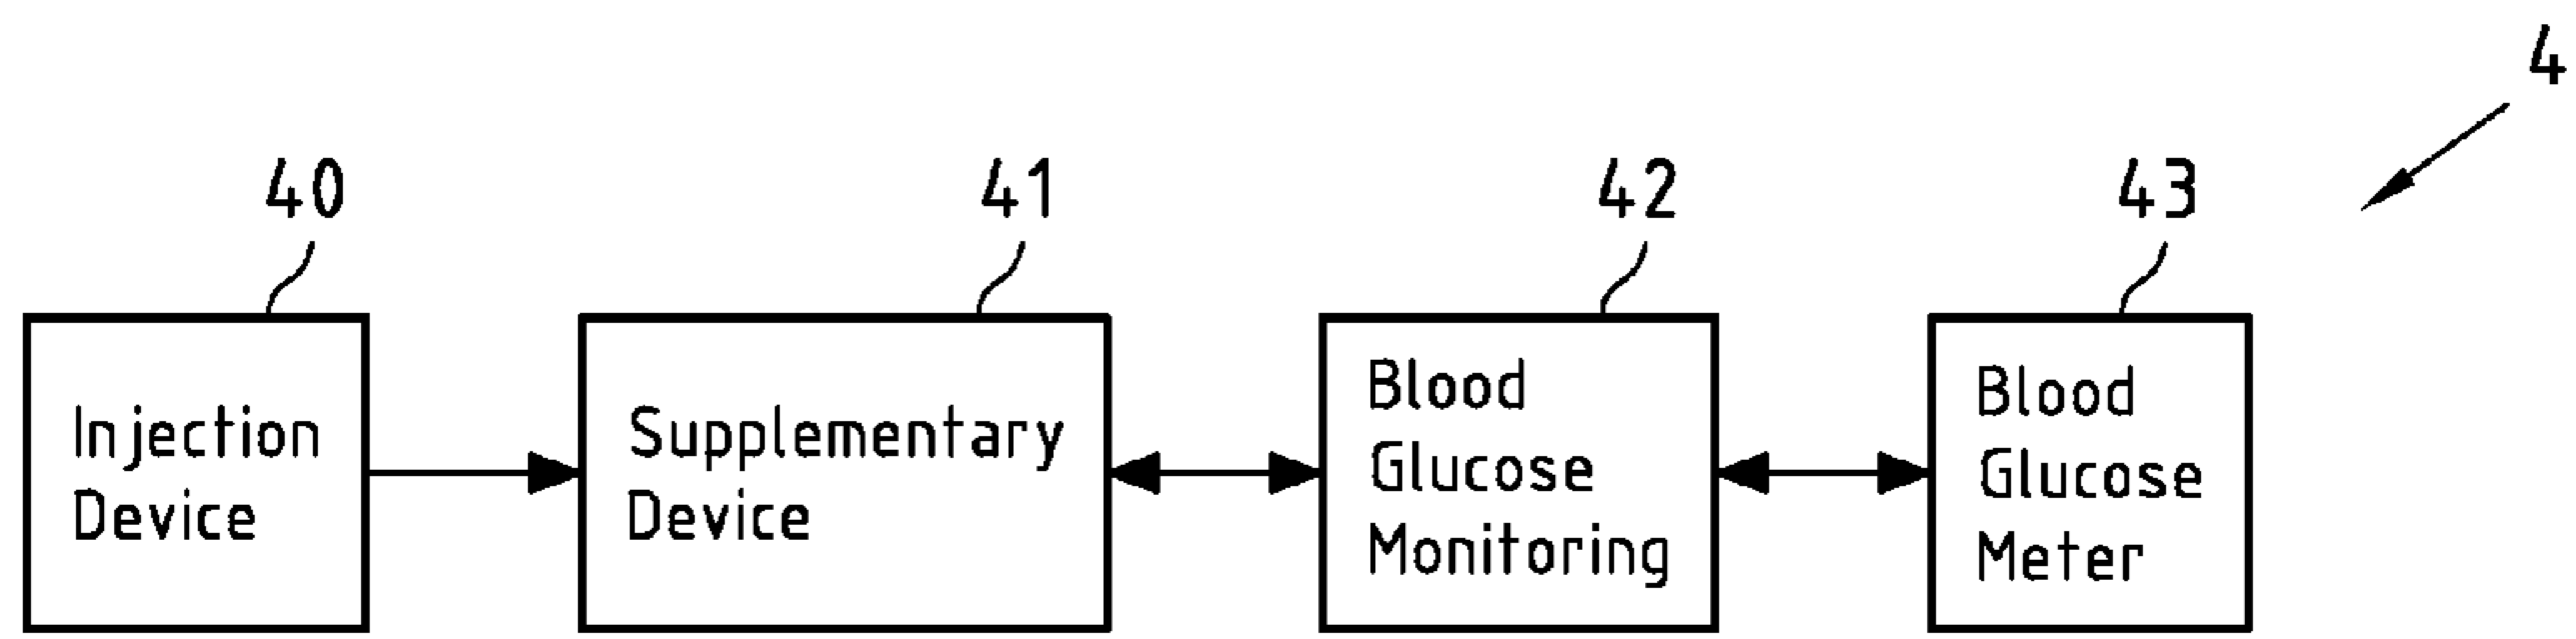 4
40
41
42
43
Injection
Device
Supplementary
Device
Blood
Glucose
Monitoring
Blood
Glucose
Meter